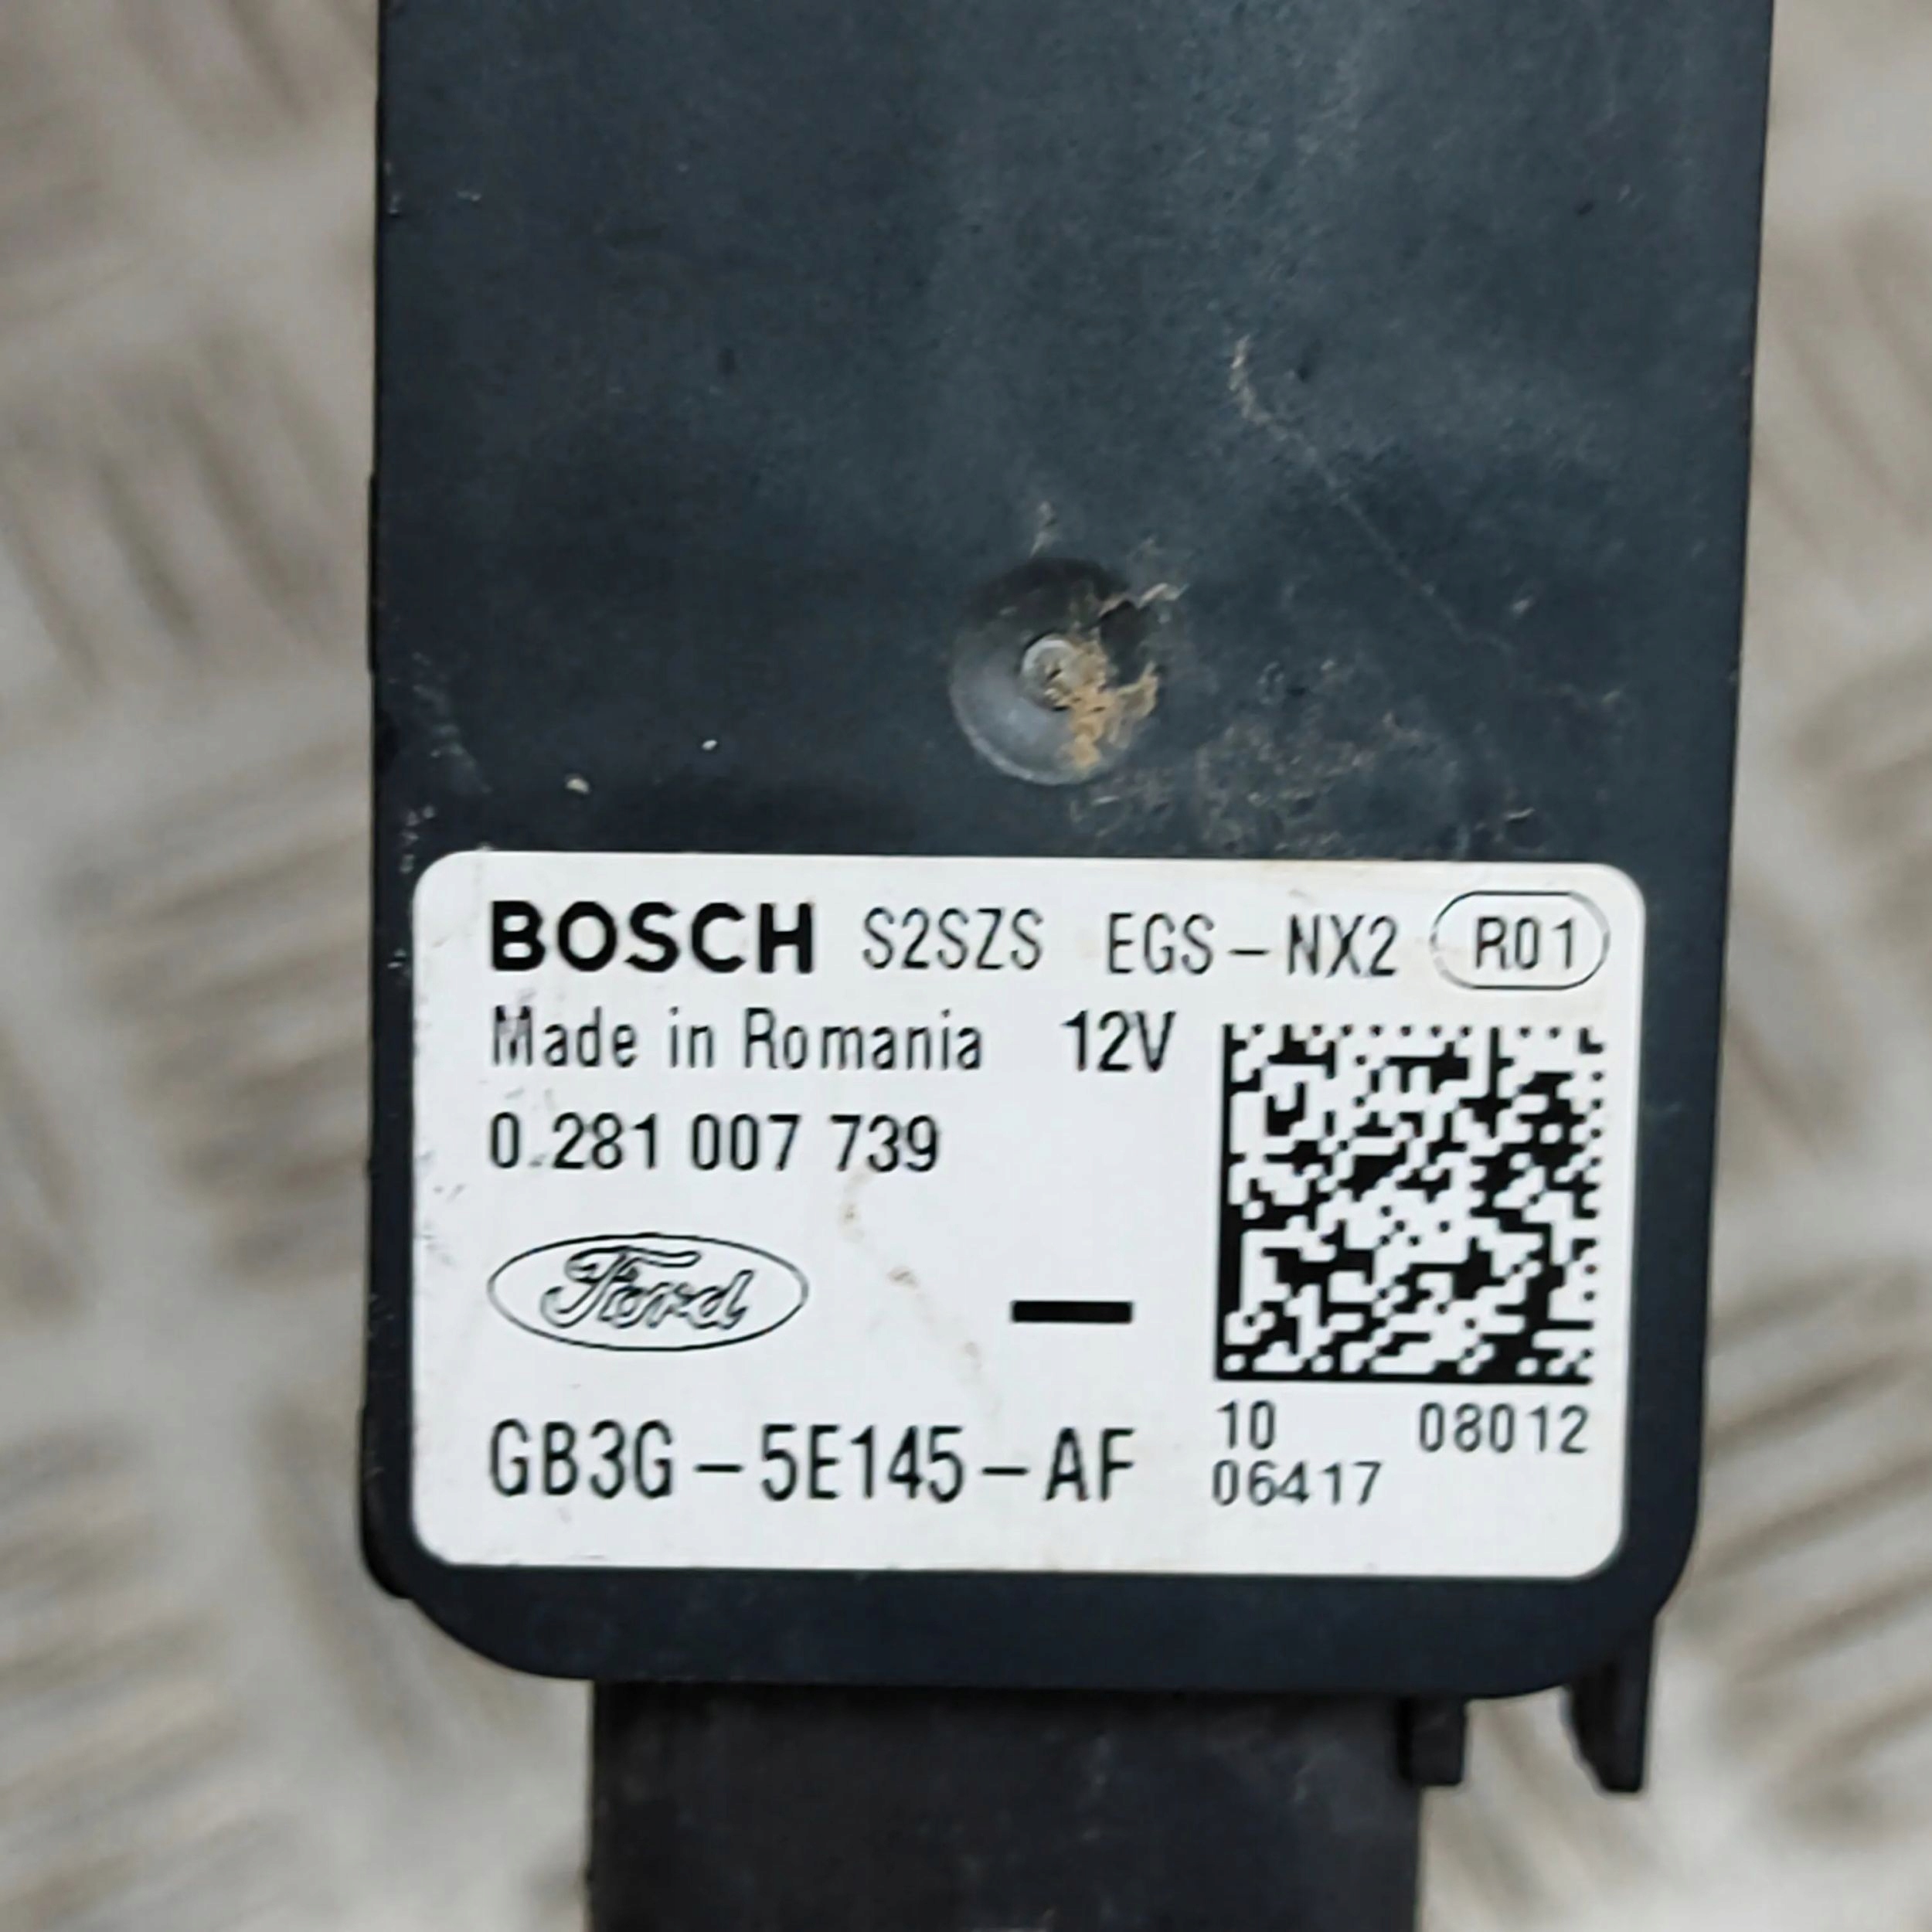 BOSCH S2SZS EGS-NX2 R01
Made in Romania 12V
0 281 007 739
Ford
GB3G-5E145-AF
10 08012
06417